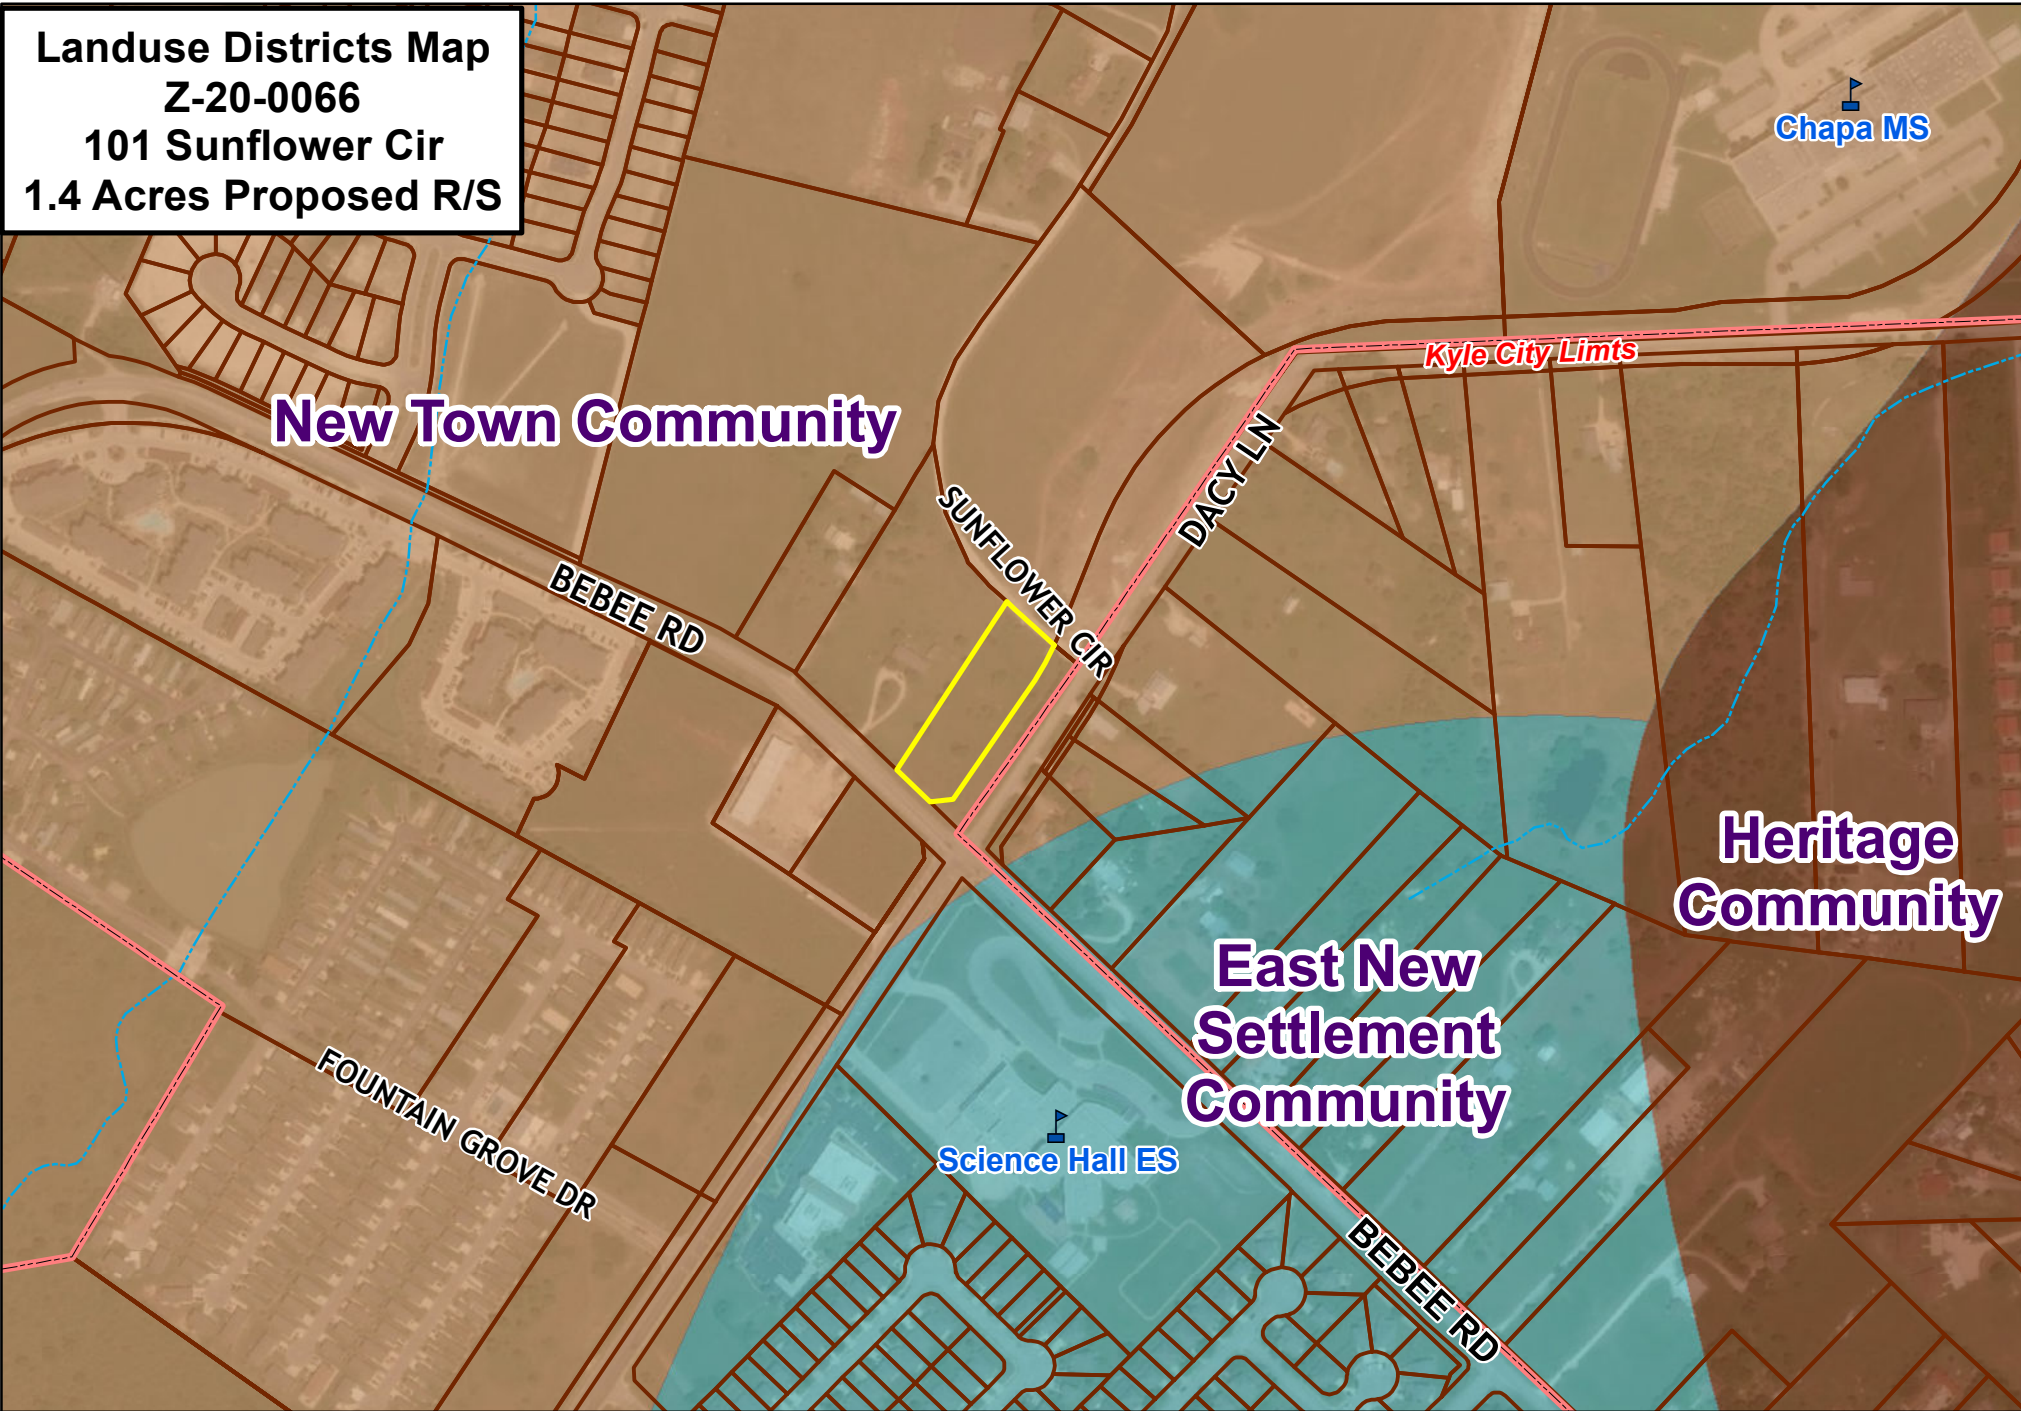 Landuse Districts Map
Z-20-0066
101 Sunflower Cir
1.4 Acres Proposed R/S
Chapa MS
Kyle City Limts
New Town Community
DACY LN
SUNFLOWER CIR
BEBEE RD
Heritage
Community
East New
Settlement
Community
FOUNTAIN GROVE DR
Science Hall ES
BEBEE RD